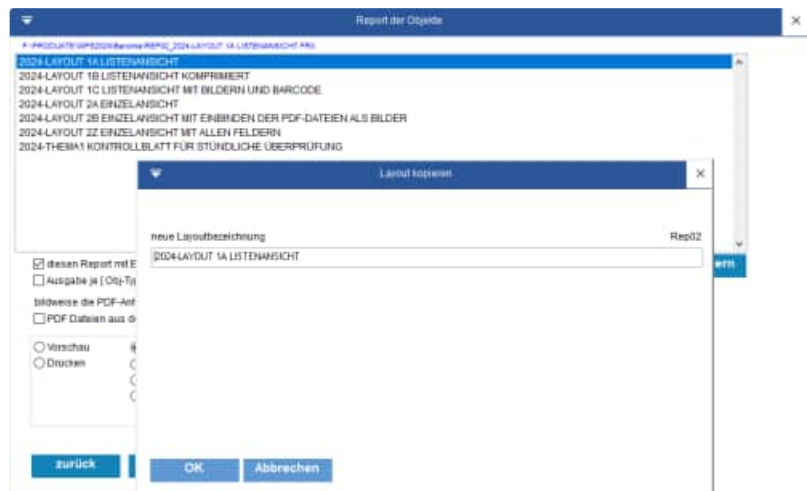 Report der Objekte
2024-LAYOUT 1A LISTENANSICHT
2024-LAYOUT 1B LISTENANSICHT KOMPRIMIERT
2024-LAYOUT 1C LISTENANSICHT MIT BILDERN UND BARCODE
2024-LAYOUT 2A EINZELANSICHT
2024-LAYOUT 2B EINZELANSICHT MIT EINBINDEN DER PDF-DATEIEN ALS BILDER
2024-LAYOUT 2Z EINZELANSICHT MIT ALLEN FELDERN
2024-THEMA1 KONTROLLBLATT FÜR STÜNDLICHE ÜBERPRÜFUNG
Layout kopieren
neue Layoutbezeichnung Rep02
2024-LAYOUT 1A LISTENANSICHT
diesen Report mit E
ern
Ausgabe je [ Obj-Ty
bildweise die PDF-Anh
PDF Dateien aus d
Vorschau
Drucken
zurück
OK Abbrechen